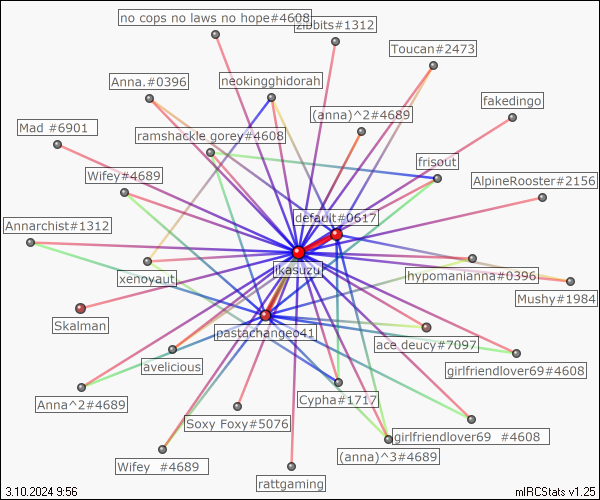 no cops no laws no hope#4608
zibbits#1312
Toucan#2473
Anna.#0396
neokingghidorah
fakedingo
(anna)^2#4689
Mad #6901
ramshackle gorey#4608
frisout
Wifey#4689
AlpineRooster#2156
default#0617
Annarchist#1312
ikasuzu
xenoyaut
hypomanianna#0396
Mushy#1984
Skalman
pastachangeo41
ace deucy#7097
avelicious
girlfriendlover69#4608
Anna^2#4689
Cypha#1717
Soxy Foxy#5076
girlfriendlover69 #4608
(anna)^3#4689
Wifey #4689
rattgaming
3.10.2024 9:56
mIRCStats v1.25